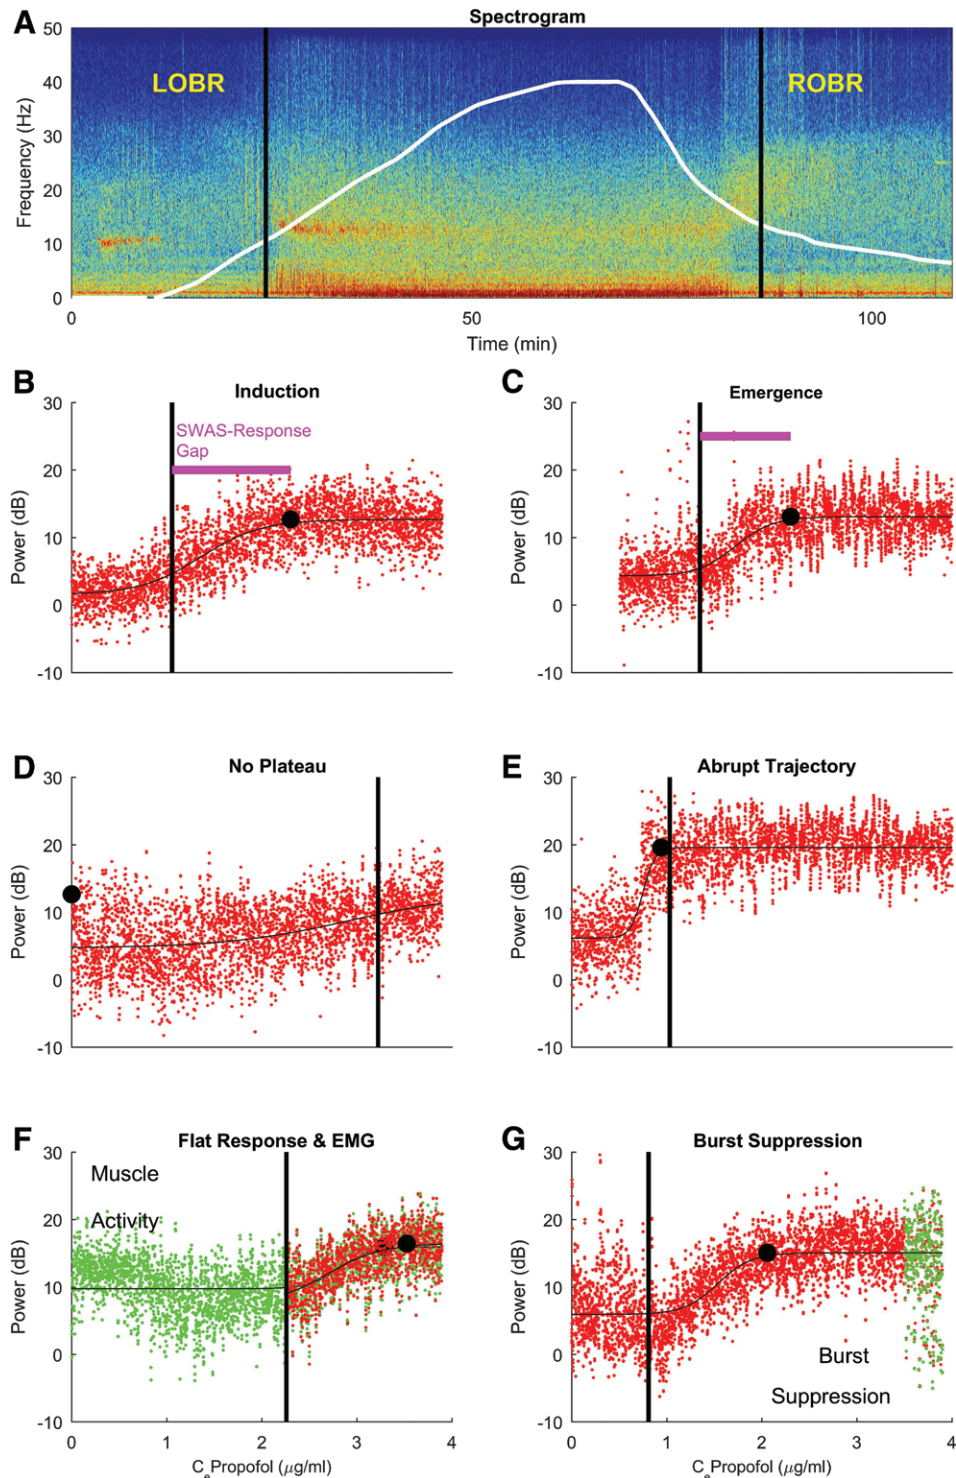 A
Spectrogram
50
40
30
20
10
0
Frequency (Hz)
LOBR
ROBR
0
50
100
Time (min)
B
Induction
30
20
10
0
-10
Power (dB)
SWAS-Response
Gap
C
Emergence
30
20
10
0
-10
Power (dB)
D
No Plateau
30
20
10
0
-10
Power (dB)
E
Abrupt Trajectory
30
20
10
0
-10
Power (dB)
F
Flat Response & EMG
30
20
10
0
-10
Power (dB)
Muscle
Activity
0 1 2 3 4
CePropofol (μg/ml)
G
Burst Suppression
30
20
10
0
-10
Power (dB)
Burst
Suppression
0 1 2 3 4
CePropofol (μg/ml)